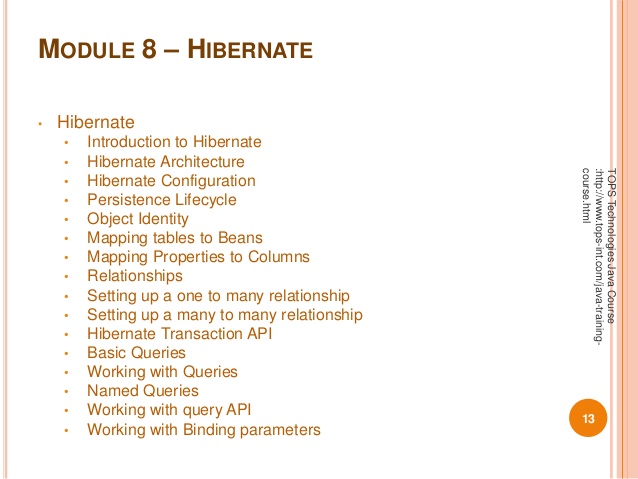 MODULE 8 – HIBERNATE
• Hibernate
• Introduction to Hibernate
• Hibernate Architecture
• Hibernate Configuration
• Persistence Lifecycle
• Object Identity
• Mapping tables to Beans
• Mapping Properties to Columns
• Relationships
• Setting up a one to many relationship
• Setting up a many to many relationship
• Hibernate Transaction API
• Basic Queries
• Working with Queries
• Named Queries
• Working with query API
• Working with Binding parameters
TOPS Technologies Java Course
:http://www.tops-int.com/java-training-
course.html
13